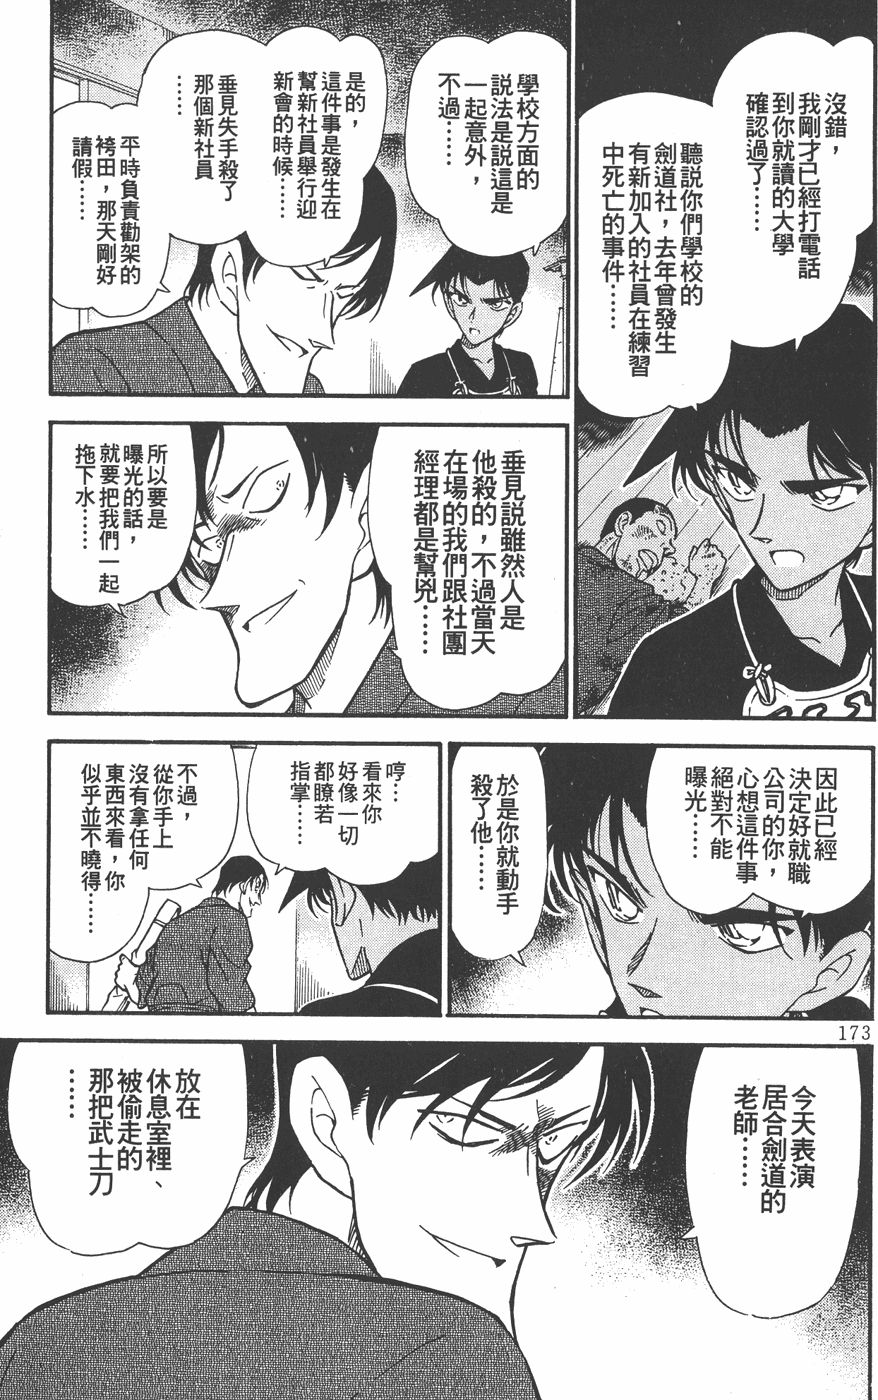 沒錯，
我剛才已經打電話
到你就讀的大學
確認過了……
聽說你們學校的
劍道社，去年曾發生
有新加入的社員在練習
中死亡的事件……
學校方面的
說法是說這是
一起意外，
不過……
是的，
這件事是發生在
幫新社員舉行迎
新會的時候……
垂見失手殺了
那個新社員
……
平時負責勸架的
袴田，那天剛好
請假…
垂見說雖然人是
他殺的，不過當天
在場的我們跟社團
經理都是幫兇……
所以要是
曝光的話，
就要把我們一起
拖下水……
因此已經
決定好就職
公司的你，
心想這件事
絕對不能
曝光……
於是你就動手
殺了他……
哼…
看來你
好像一切
都瞭若
指掌…
不過，
從你手上
沒有拿任何
東西來看，你
似乎並不曉得……
173
今天表演
居合劍道的
老師……
放在
休息室裡、
被偷走的
那把武士刀
……